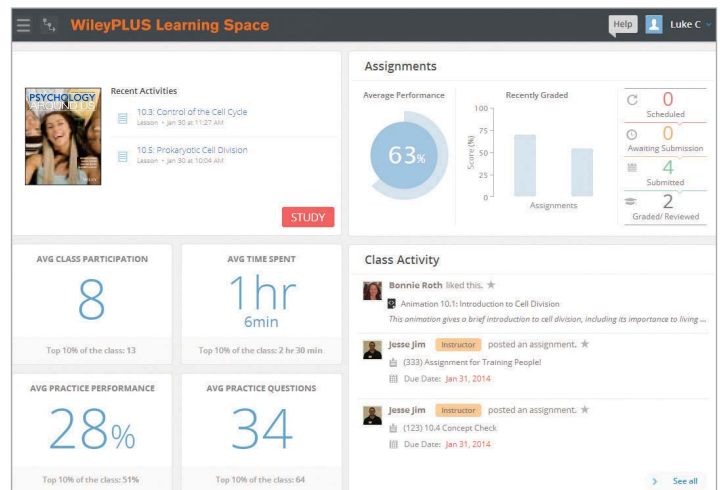 WileyPLUS Learning Space
Help
Luke C
PSYCHOLOGY
AROUND US
Recent Activities
10.3: Control of the Cell Cycle
Lesson • Jan 30 at 11:27 AM
10.5: Prokaryotic Cell Division
Lesson • Jan 30 at 10:04 AM
STUDY
Assignments
Average Performance
63%
Recently Graded
Score (%)
100
75
50
25
0
Assignments
0
Scheduled
0
Awaiting Submission
4
Submitted
2
Graded/ Reviewed
AVG CLASS PARTICIPATION
8
Top 10% of the class: 13
AVG TIME SPENT
1hr
6min
Top 10% of the class: 2 hr 30 min
AVG PRACTICE PERFORMANCE
28%
Top 10% of the class: 51%
AVG PRACTICE QUESTIONS
34
Top 10% of the class: 64
Class Activity
Bonnie Roth liked this.
Animation 10.1: Introduction to Cell Division
This animation gives a brief introduction to cell division, including its importance to living ...
Jesse Jim Instructor posted an assignment.
(333) Assignment for Training People!
Due Date: Jan 31, 2014
Jesse Jim Instructor posted an assignment.
(123) 10.4 Concept Check
Due Date: Jan 31, 2014
See all